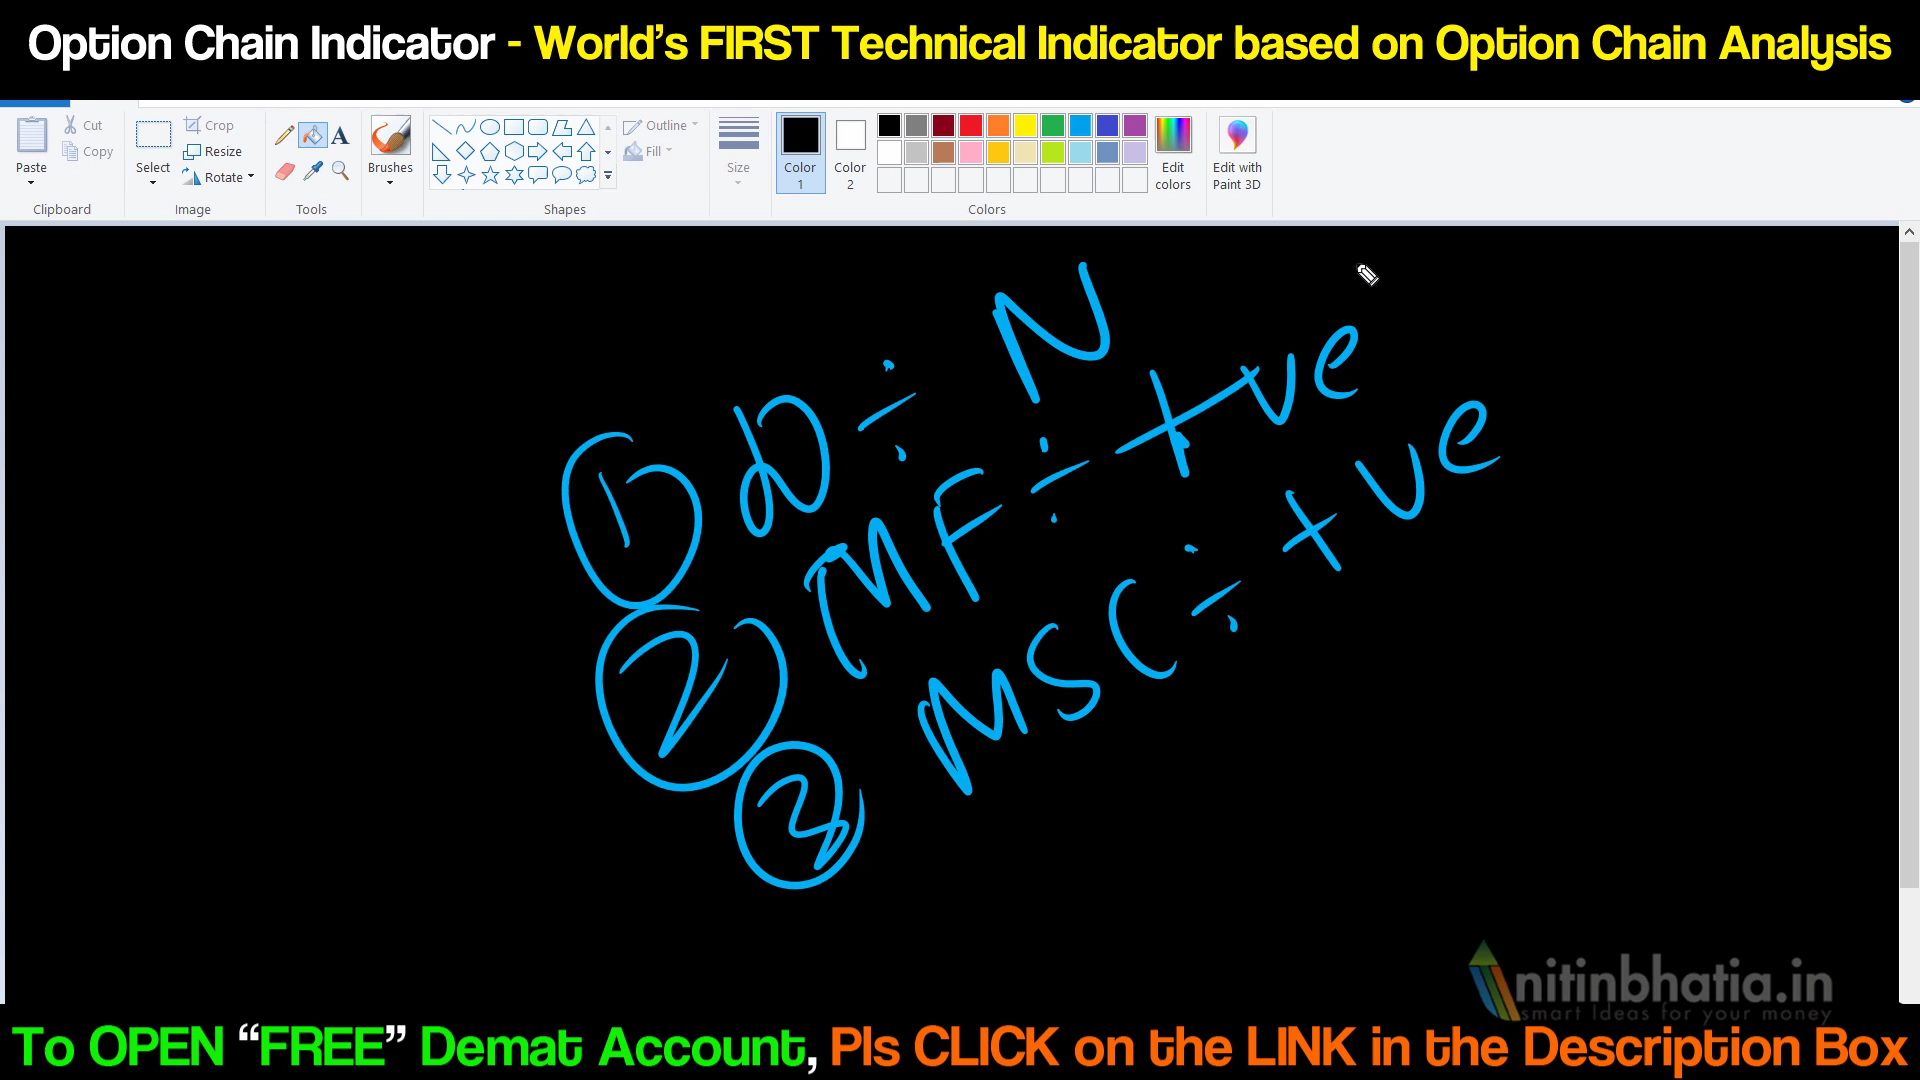 Option Chain Indicator - World's FIRST Technical Indicator based on Option Chain Analysis
Paste
Cut
Copy
Clipboard
Select
Crop
Resize
Rotate
Image
Tools
Brushes
Shapes
Outline
Fill
Size
Color 1
Color 2
Edit colors
Colors
Edit with Paint 3D
① D ÷ N
② MF ÷ +ve
③ MSC ÷ +ve
nitinbhatia.in
smart Ideas for your money
To OPEN “FREE” Demat Account, Pls CLICK on the LINK in the Description Box